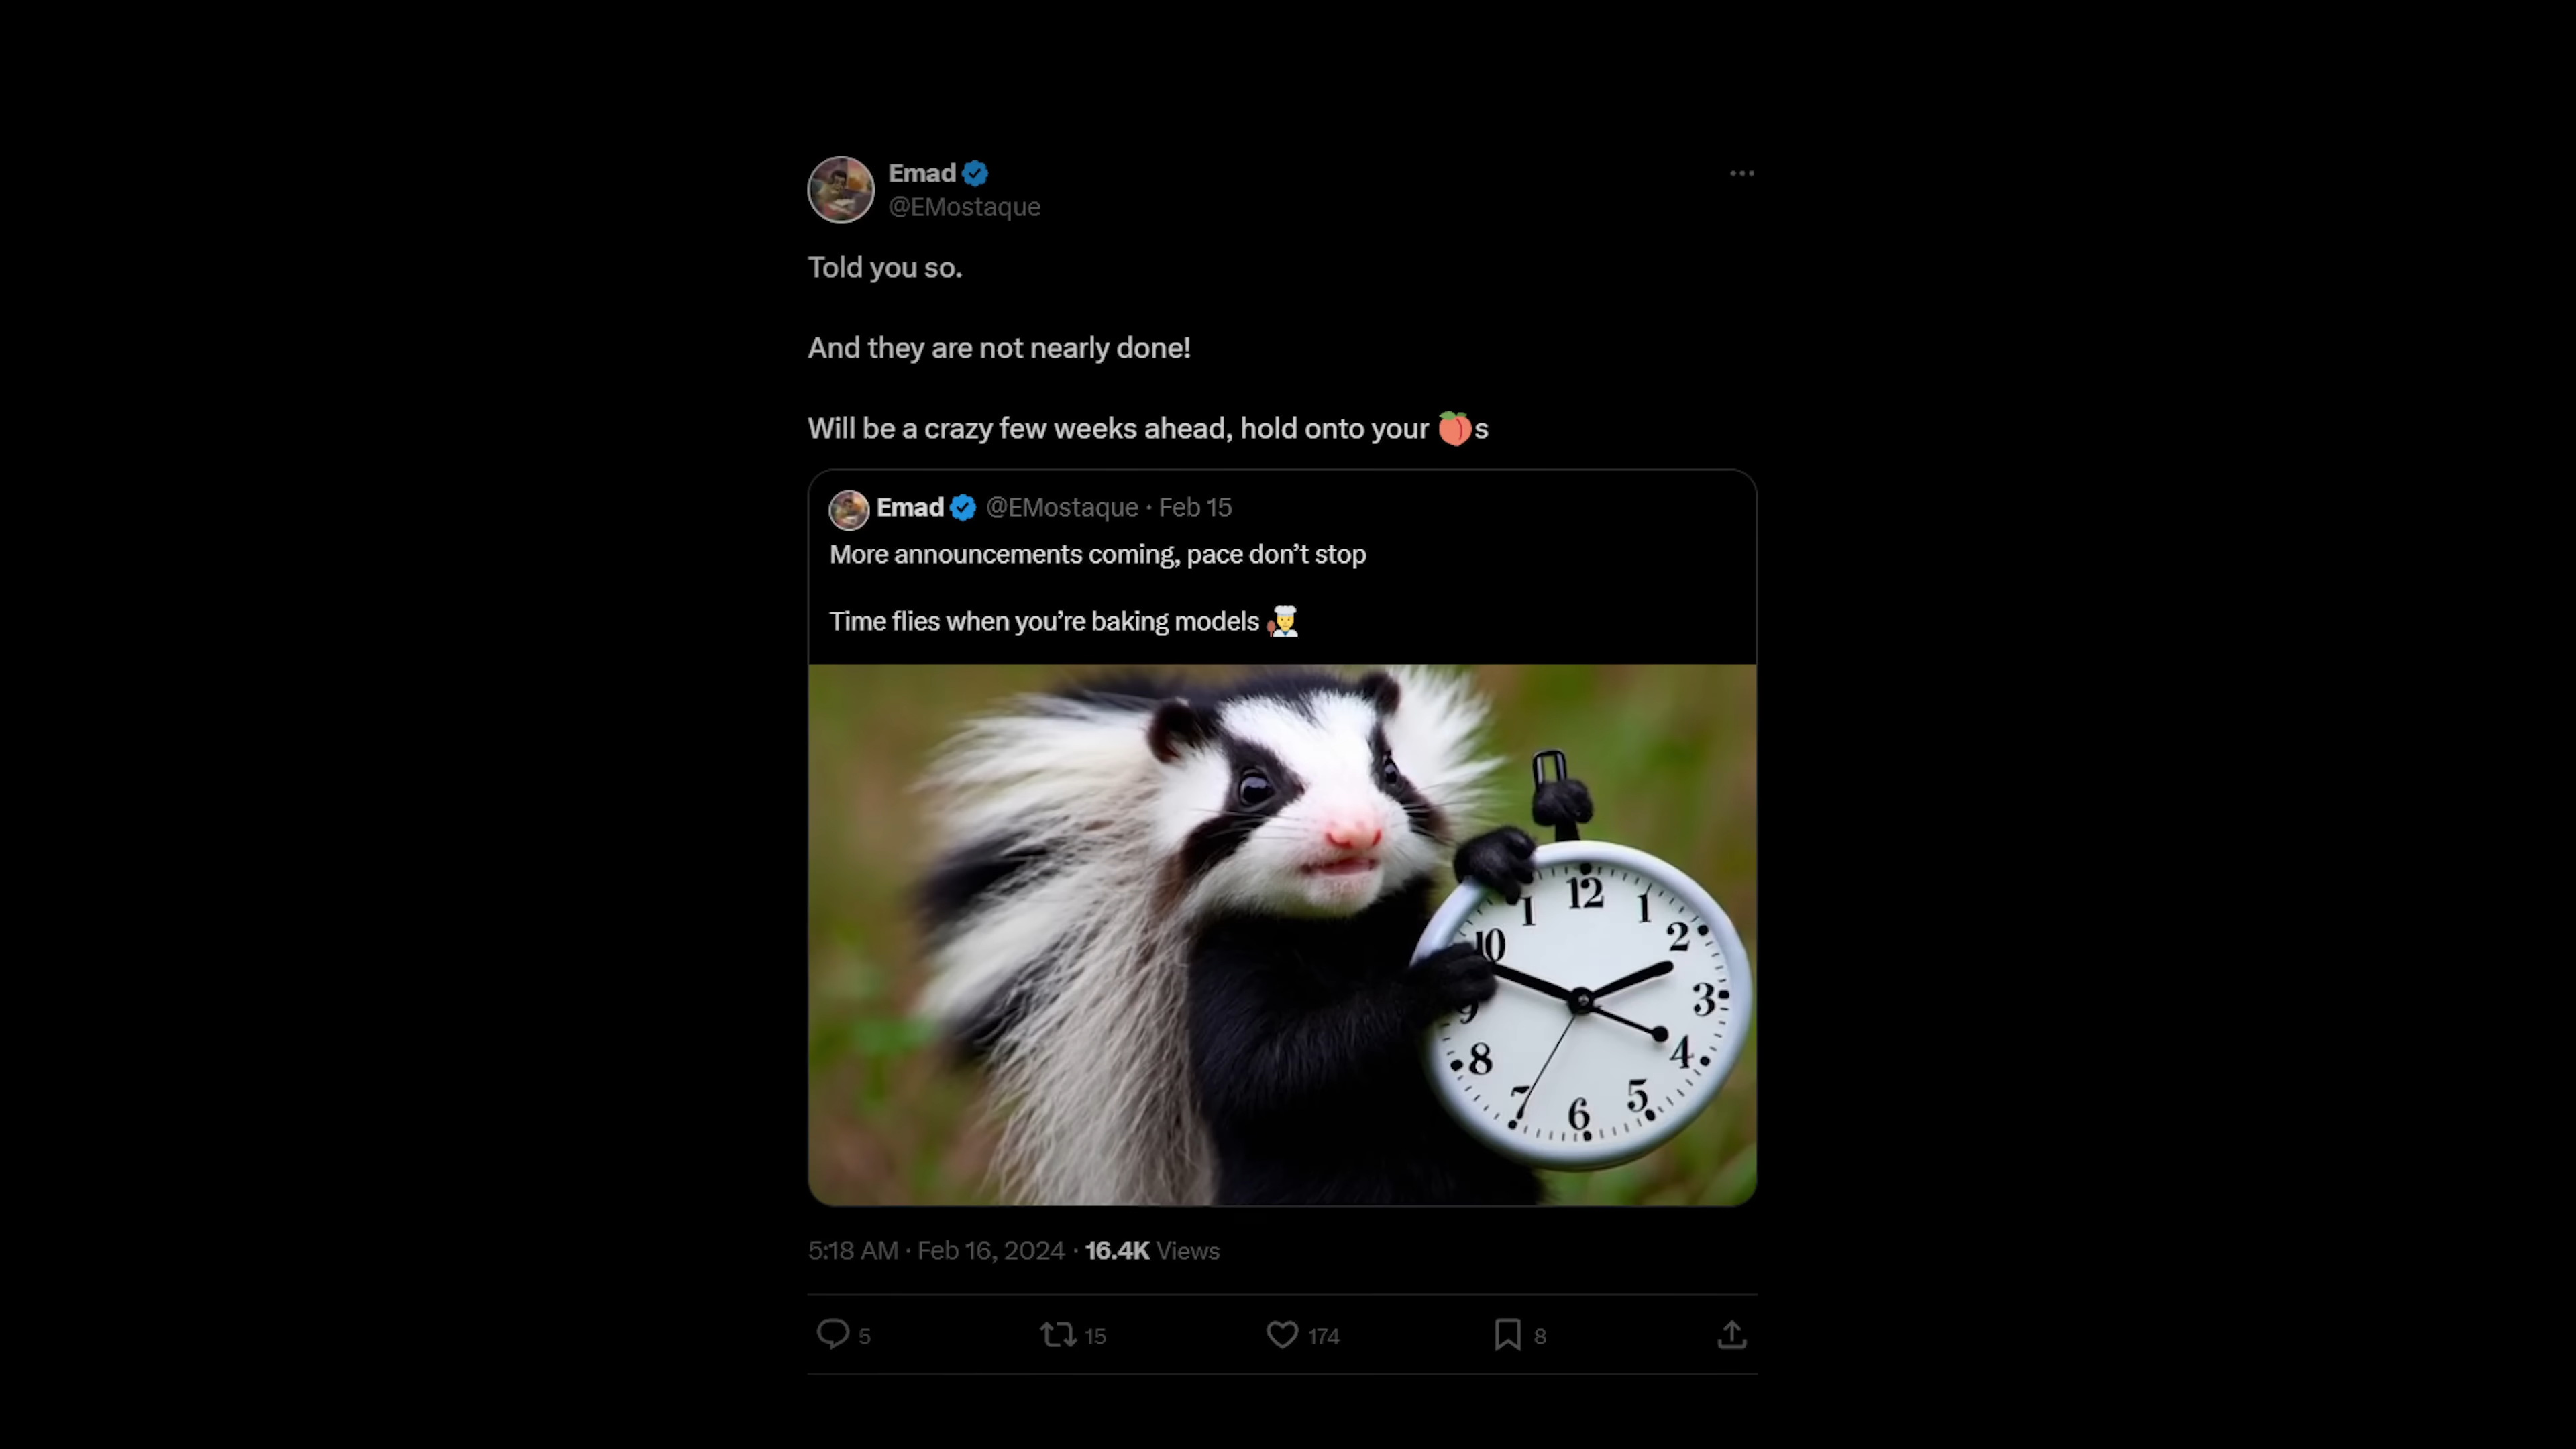 Emad
@EMostaque
Told you so.
And they are not nearly done!
Will be a crazy few weeks ahead, hold onto your 🍑s
Emad @EMostaque · Feb 15
More announcements coming, pace don’t stop
Time flies when you’re baking models 👨‍🍳
12
1
1
10
2
9
3
8
4
7
5
6
5:18 AM · Feb 16, 2024 · 16.4K Views
5 15 174 8